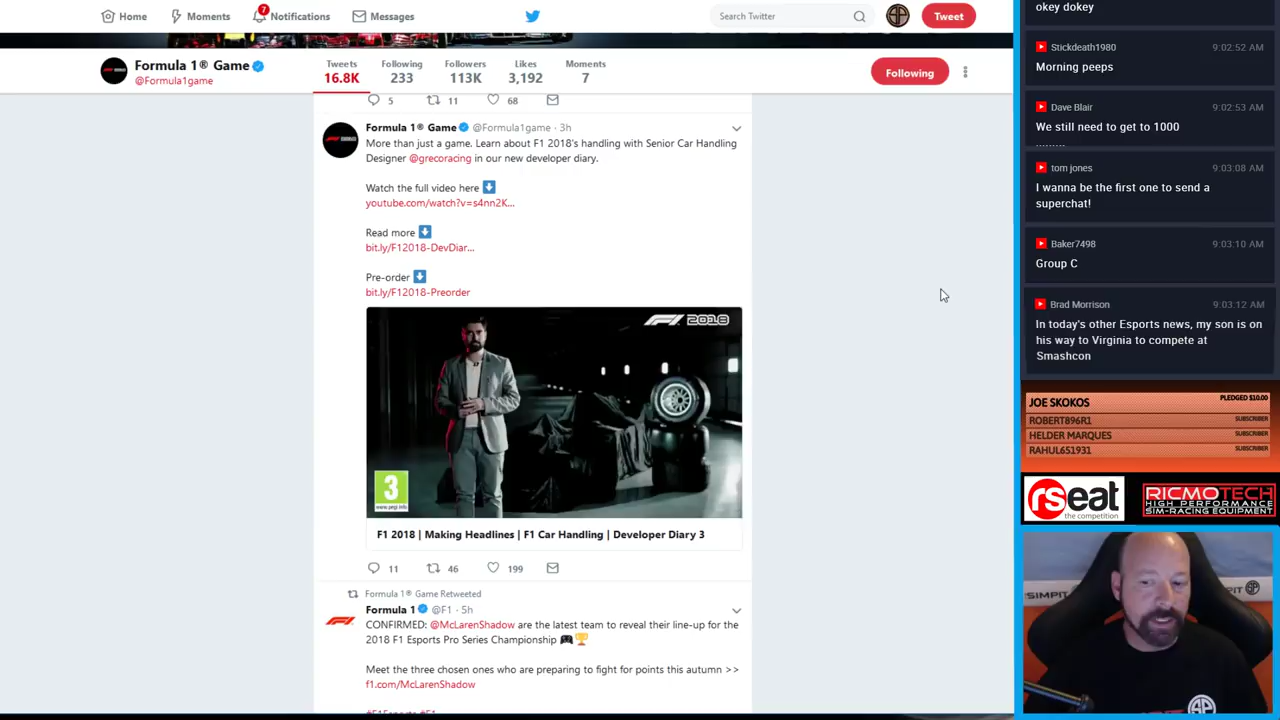 Home
Moments
7
Notifications
Messages
Search Twitter
Tweet
Formula 1® Game
@Formula1game
Tweets
16.8K
Following
233
Followers
113K
Likes
3,192
Moments
7
Following
5 11 68
Formula 1® Game @Formula1game · 3h
More than just a game. Learn about F1 2018's handling with Senior Car Handling
Designer @grecoracing in our new developer diary.
Watch the full video here
youtube.com/watch?v=s4nn2K...
Read more
bit.ly/F12018-DevDiar...
Pre-order
bit.ly/F12018-Preorder
F1 2018
3
www.pegi.info
F1 2018 | Making Headlines | F1 Car Handling | Developer Diary 3
11 46 199
Formula 1® Game Retweeted
Formula 1 @F1 · 5h
CONFIRMED: @McLarenShadow are the latest team to reveal their line-up for the
2018 F1 Esports Pro Series Championship
Meet the three chosen ones who are preparing to fight for points this autumn >>
f1.com/McLarenShadow
#F1Esports #F1
okey dokey
Stickdeath1980 9:02:52 AM
Morning peeps
Dave Blair 9:02:53 AM
We still need to get to 1000
tom jones 9:03:08 AM
I wanna be the first one to send a
superchat!
Baker7498 9:03:10 AM
Group C
Brad Morrison 9:03:12 AM
In today's other Esports news, my son is on
his way to Virginia to compete at
Smashcon
JOE SKOKOS PLEDGED $10.00
ROBERT896R1 SUBSCRIBER
HELDER MARQUES SUBSCRIBER
RAHUL651931 SUBSCRIBER
rseat
the competition
RICMOTECH
HIGH PERFORMANCE
SIM-RACING EQUIPMENT
SIMPIT
SP